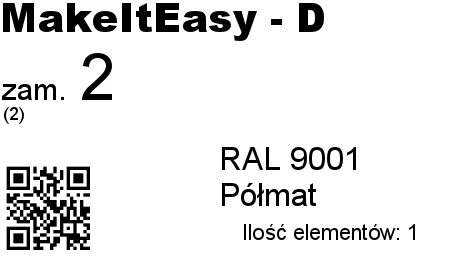 MakeItEasy - D
zam. 2
(2)
RAL 9001
Półmat
Ilość elementów: 1